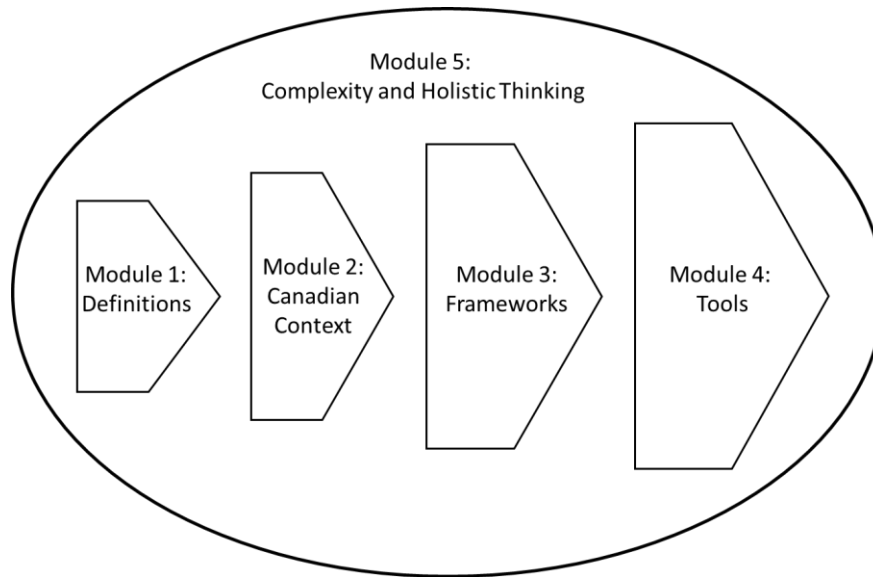 Module 5:
Complexity and Holistic Thinking
Module 1:
Definitions
Module 2:
Canadian
Context
Module 3:
Frameworks
Module 4:
Tools